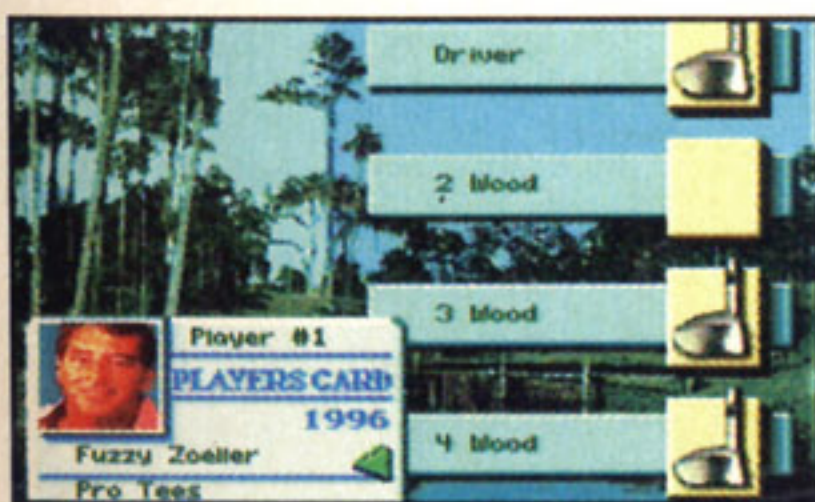 Driver
2 Wood
3 Wood
4 Wood
Player #1
PLAYERS CARD
1996
Fuzzy Zoeller
Pro Tees